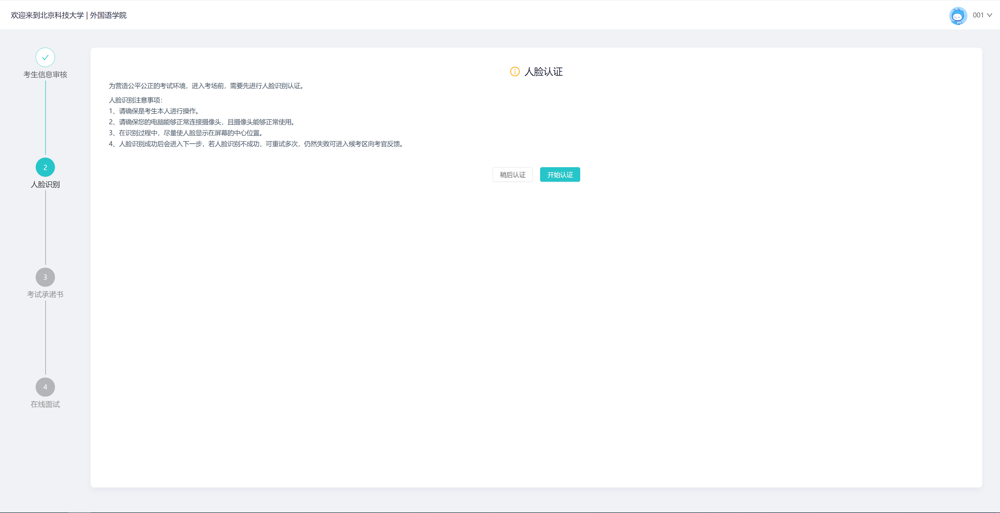 欢迎来到北京科技大学 | 外国语学院
001
考生信息审核
2
人脸识别
3
考试承诺书
4
在线面试
人脸认证
为营造公平公正的考试环境，进入考场前，需要先进行人脸识别认证。
人脸识别注意事项：
1、请确保是考生本人进行操作。
2、请确保您的电脑能够正常连接摄像头，且摄像头能够正常使用。
3、在识别过程中，尽量使人脸显示在屏幕的中心位置。
4、人脸识别成功后会进入下一步，若人脸识别不成功，可重试多次，仍然失败可进入候考区向考官反馈。
稍后认证 开始认证